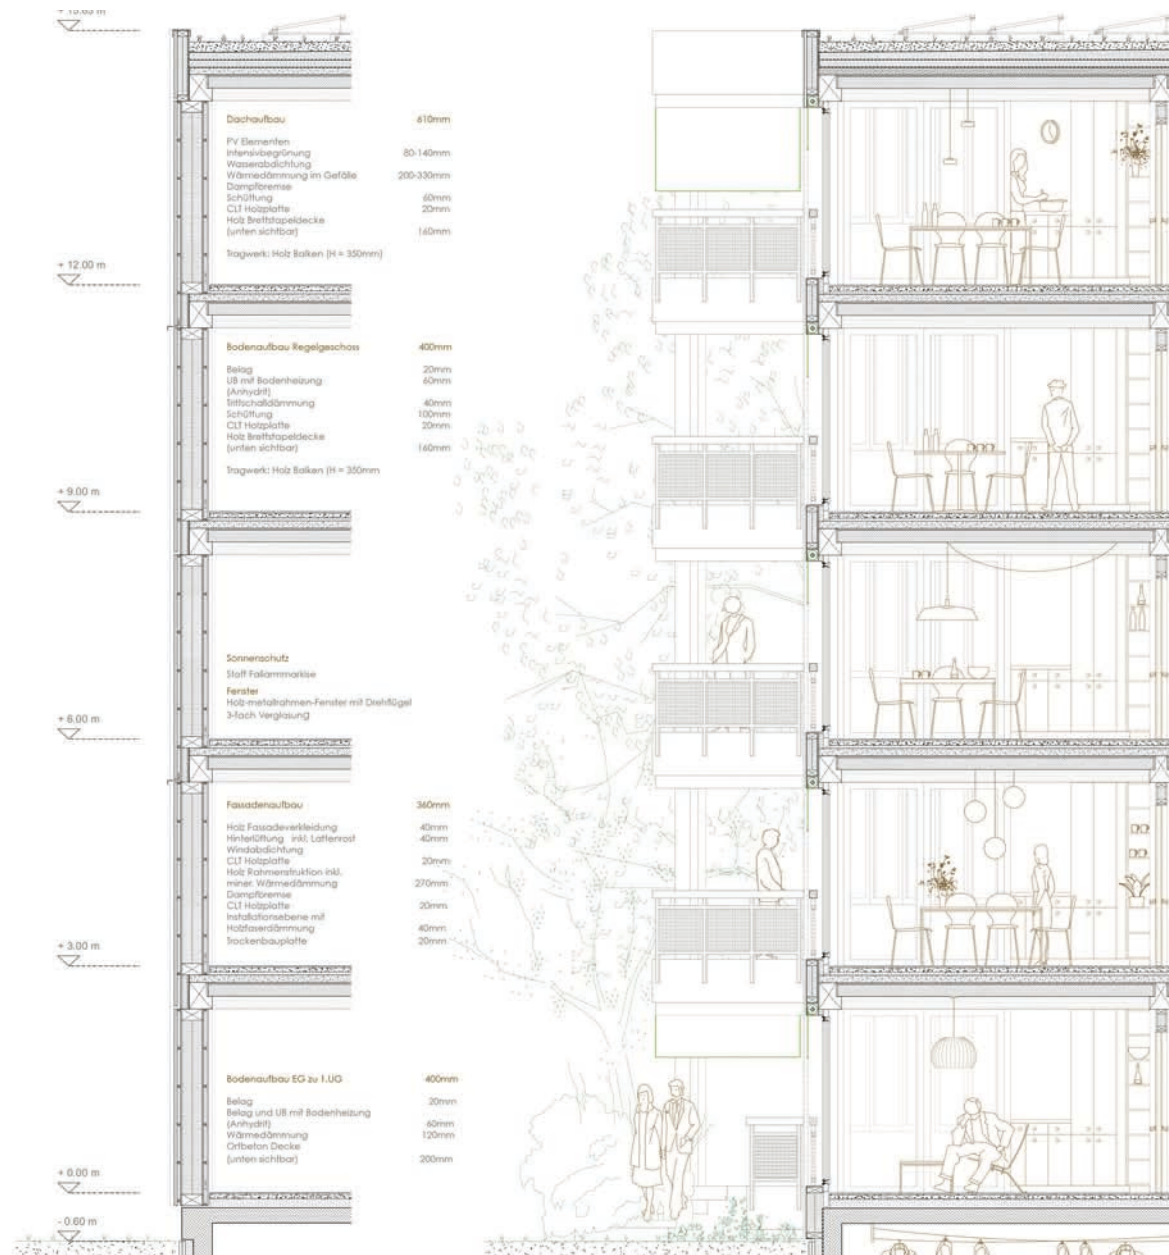 + 12.00 m
+ 9.00 m
+ 6.00 m
+ 3.00 m
+ 0.00 m
- 0.60 m
Dachaufbau 610mm
PV Elementen
Intensivbegrünung 80-140mm
Wasserabdichtung
Wärmedämmung im Gefälle 200-330mm
Dampfbremse
Schüttung 60mm
CLT Holzplatte 20mm
Holz Brettstapeldecke
(unten sichtbar) 160mm
Tragwerk: Holz Balken (H = 350mm)
Bodenaufbau Regelgeschoss 400mm
Belag 20mm
UB mit Bodenheizung 60mm
(Anhydrit)
Trittschalldämmung 40mm
Schüttung 100mm
CLT Holzplatte 20mm
Holz Brettstapeldecke
(unten sichtbar) 160mm
Tragwerk: Holz Balken (H = 350mm
Sonnenschutz
Stoff Fallarmmarkise
Fenster
Holz-metallrahmen-Fenster mit Drehflügel
3-fach Verglasung
Fassadenaufbau 360mm
Holz Fassadeverkleidung 40mm
Hinterlüftung inkl. Lattenrost 40mm
Windabdichtung
CLT Holzplatte 20mm
Holz Rahmenstruktion inkl.
miner. Wärmedämmung 270mm
Dampfbremse
CLT Holzplatte 20mm
Installationsebene mit
Holzfaserdämmung 40mm
Trockenbauplatte 20mm
Bodenaufbau EG zu 1.UG 400mm
Belag 20mm
Belag und UB mit Bodenheizung
(Anhydrit) 60mm
Wärmedämmung 120mm
Ortbeton Decke
(unten sichtbar) 200mm